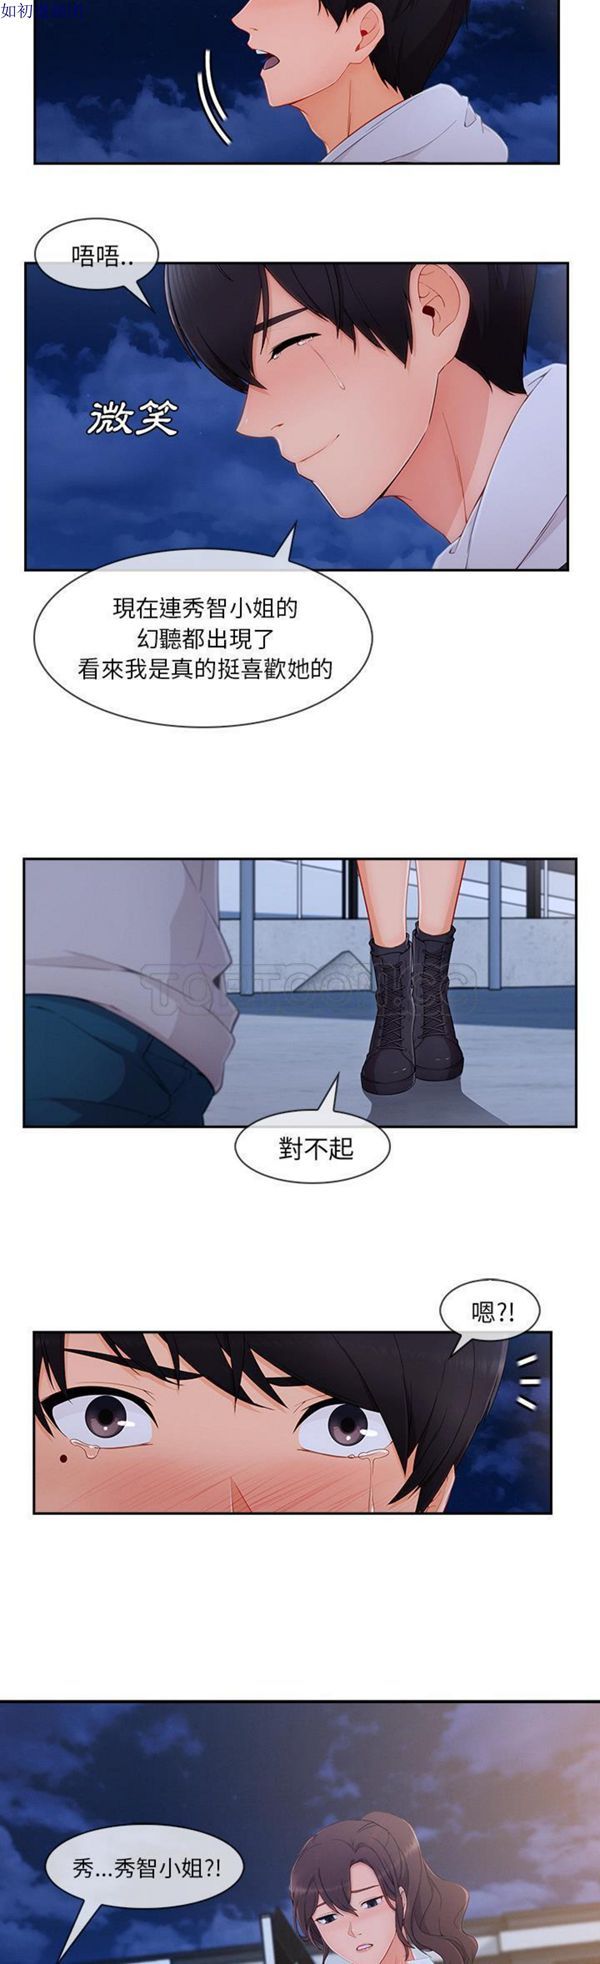 唔唔..
微笑
現在連秀智小姐的
幻聽都出現了
看來我是真的挺喜歡她的
TOPTOON.CC
對不起
嗯?!
秀...秀智小姐?!